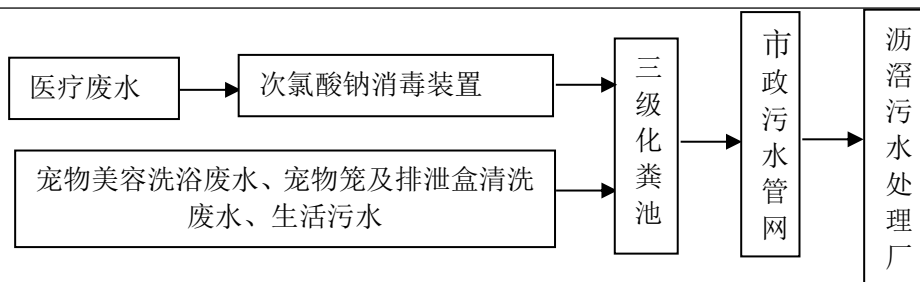 医疗废水
次氯酸钠消毒装置
宠物美容洗浴废水、宠物笼及排泄盒清洗
废水、生活污水
三级化粪池
市政污水管网
沥滘污水处理厂